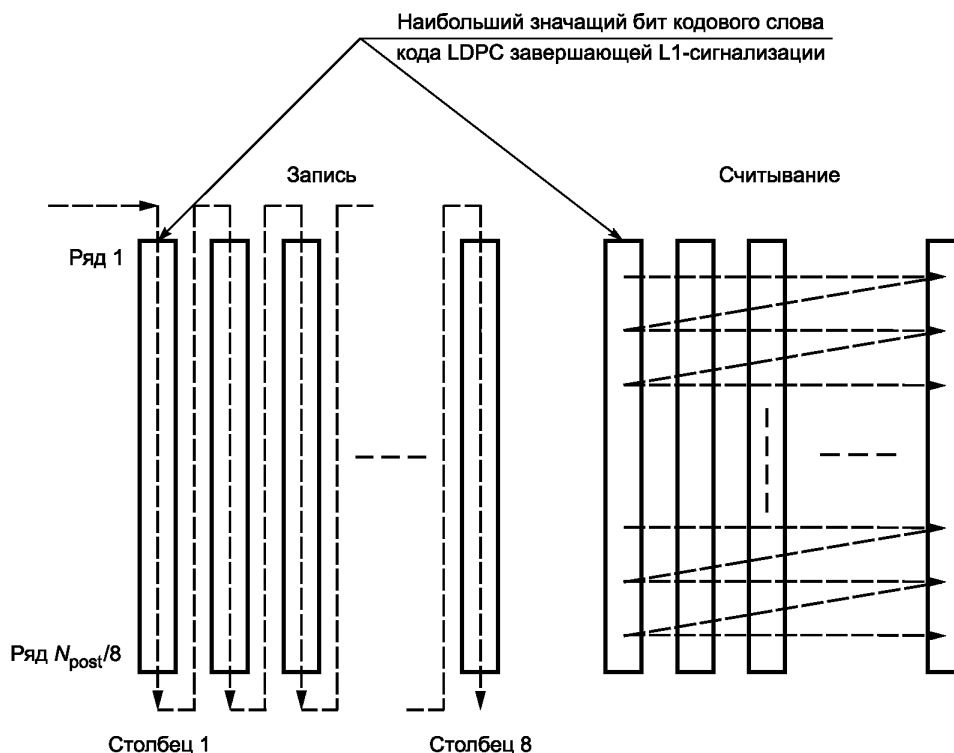 Наибольший значащий бит кодового слова
кода LDPC завершающей L1-сигнализации
Запись
Считывание
Ряд 1
Ряд Npost/8
Столбец 1
Столбец 8